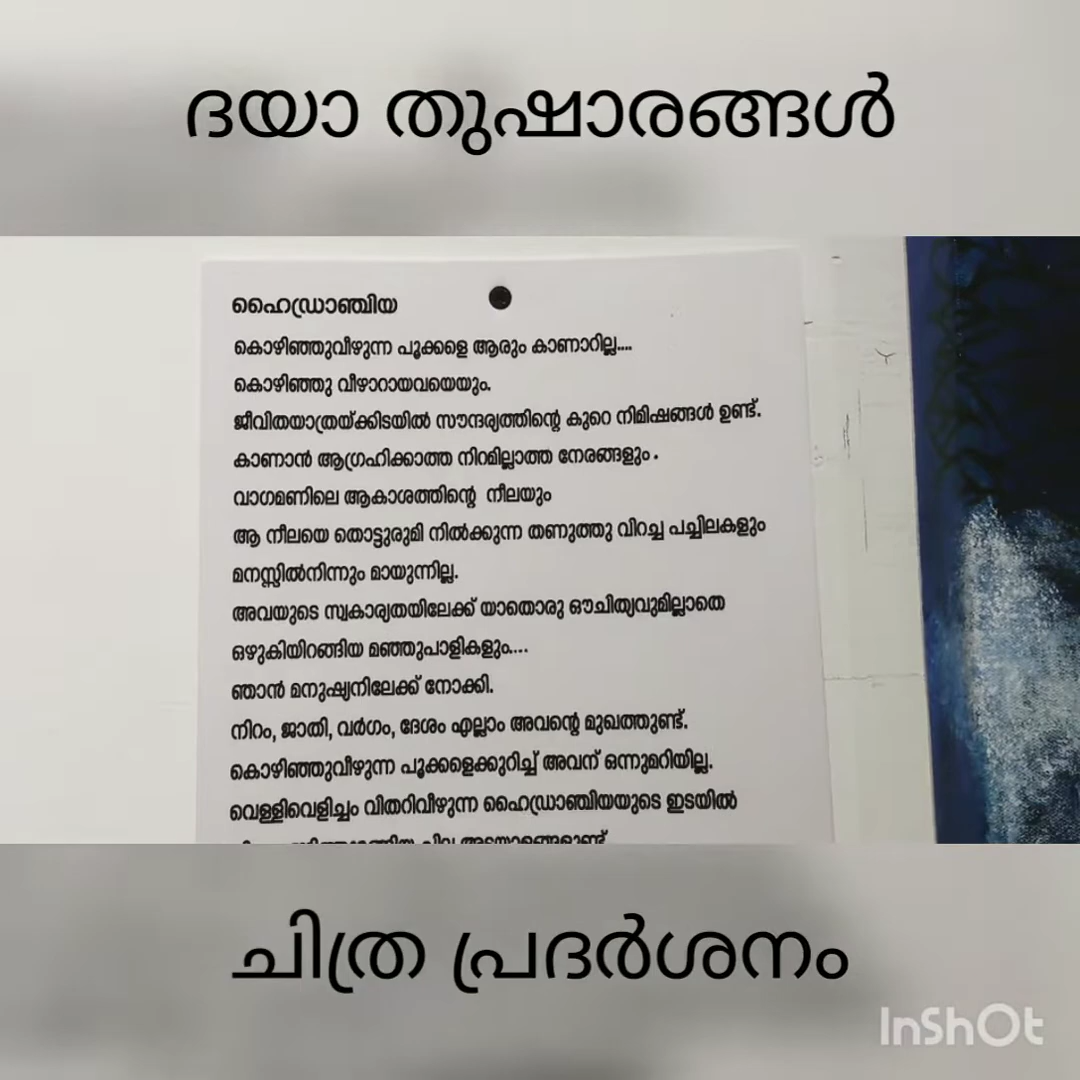 ദയാ തുഷാരങ്ങൾ
ഹൈഡ്രാഞ്ചിയ
കൊഴിഞ്ഞുവീഴുന്ന പൂക്കളെ ആരും കാണാറില്ല....
കൊഴിഞ്ഞു വീഴാറായവയെയും.
ജീവിതയാത്രയ്ക്കിടയിൽ സൗന്ദര്യത്തിന്റെ കുറെ നിമിഷങ്ങൾ ഉണ്ട്.
കാണാൻ ആഗ്രഹിക്കാത്ത നിറമില്ലാത്ത നേരങ്ങളും .
വാഗമണിലെ ആകാശത്തിന്റെ നീലയും
ആ നീലയെ തൊട്ടുരുമി നിൽക്കുന്ന തണുത്തു വിറച്ച പച്ചിലകളും
മനസ്സിൽനിന്നും മായുന്നില്ല.
അവയുടെ സ്വകാര്യതയിലേക്ക് യാതൊരു ഔചിത്യവുമില്ലാതെ
ഒഴുകിയിറങ്ങിയ മഞ്ഞുപാളികളും....
ഞാൻ മനുഷ്യനിലേക്ക് നോക്കി.
നിറം, ജാതി, വർഗം, ദേശം എല്ലാം അവന്റെ മുഖത്തുണ്ട്.
കൊഴിഞ്ഞുവീഴുന്ന പൂക്കളെക്കുറിച്ച് അവന് ഒന്നുമറിയില്ല.
വെള്ളിവെളിച്ചം വിതറിവീഴുന്ന ഹൈഡ്രാഞ്ചിയയുടെ ഇടയിൽ
ചിത്ര പ്രദർശനം
InShOt